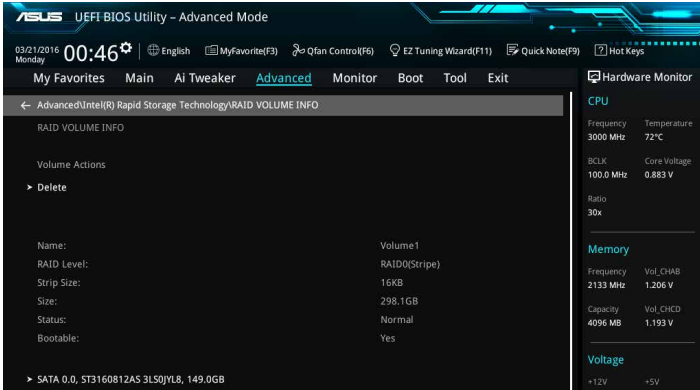 ASUS UEFI BIOS Utility – Advanced Mode
03/21/2016
Monday
00:46
English
MyFavorite(F3)
Qfan Control(F6)
EZ Tuning Wizard(F11)
Quick Note(F9)
? Hot Keys
My Favorites Main Ai Tweaker Advanced Monitor Boot Tool Exit
Hardware Monitor
← Advanced\Intel(R) Rapid Storage Technology\RAID VOLUME INFO
RAID VOLUME INFO
Volume Actions
> Delete
Name: Volume1
RAID Level: RAID0(Stripe)
Strip Size: 16KB
Size: 298.1GB
Status: Normal
Bootable: Yes
> SATA 0.0, ST3160812AS 3LS0JYL8, 149.0GB
CPU
Frequency Temperature
3000 MHz 72°C
BCLK Core Voltage
100.0 MHz 0.883 V
Ratio
30x
Memory
Frequency Vol_CHAB
2133 MHz 1.206 V
Capacity Vol_CHCD
4096 MB 1.193 V
Voltage
+12V +5V